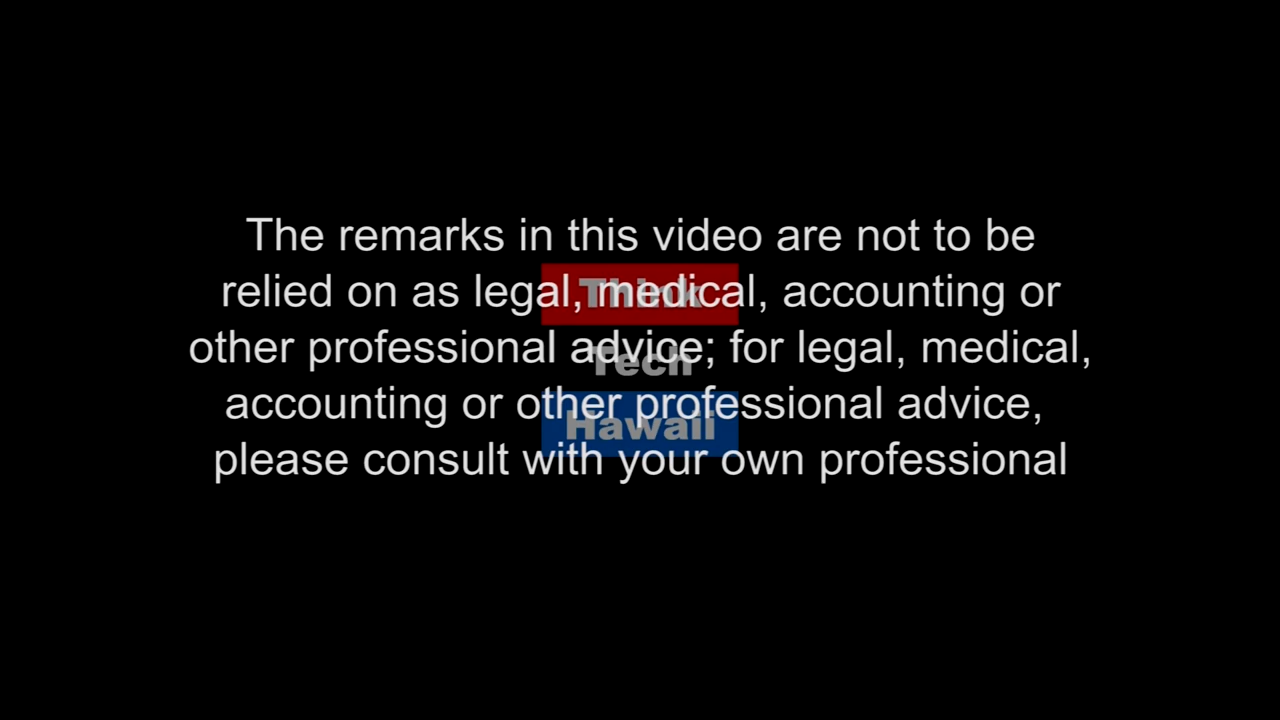 The remarks in this video are not to be
relied on as legal, medical, accounting or
other professional advice; for legal, medical,
accounting or other professional advice,
please consult with your own professional
Think
Tech
Hawaii